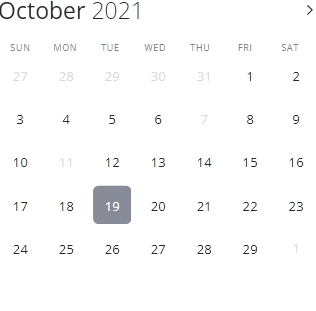 October 2021 >
SUN MON TUE WED THU FRI SAT
27 28 29 30 31 1 2
3 4 5 6 7 8 9
10 11 12 13 14 15 16
17 18 19 20 21 22 23
24 25 26 27 28 29 1